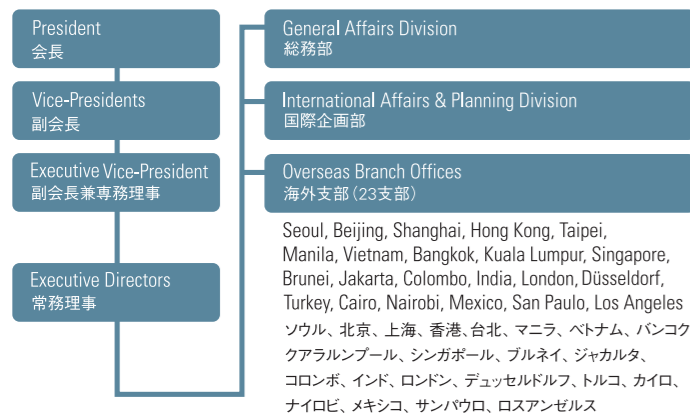 President
会長
Vice-Presidents
副会長
Executive Vice-President
副会長兼専務理事
Executive Directors
常務理事
General Affairs Division
総務部
International Affairs & Planning Division
国際企画部
Overseas Branch Offices
海外支部（23支部）
Seoul, Beijing, Shanghai, Hong Kong, Taipei,
Manila, Vietnam, Bangkok, Kuala Lumpur, Singapore,
Brunei, Jakarta, Colombo, India, London, Düsseldorf,
Turkey, Cairo, Nairobi, Mexico, San Paulo, Los Angeles
ソウル、北京、上海、香港、台北、マニラ、ベトナム、バンコク
クアラルンプール、シンガポール、ブルネイ、ジャカルタ、
コロンボ、インド、ロンドン、デュッセルドルフ、トルコ、カイロ、
ナイロビ、メキシコ、サンパウロ、ロスアンゼルス